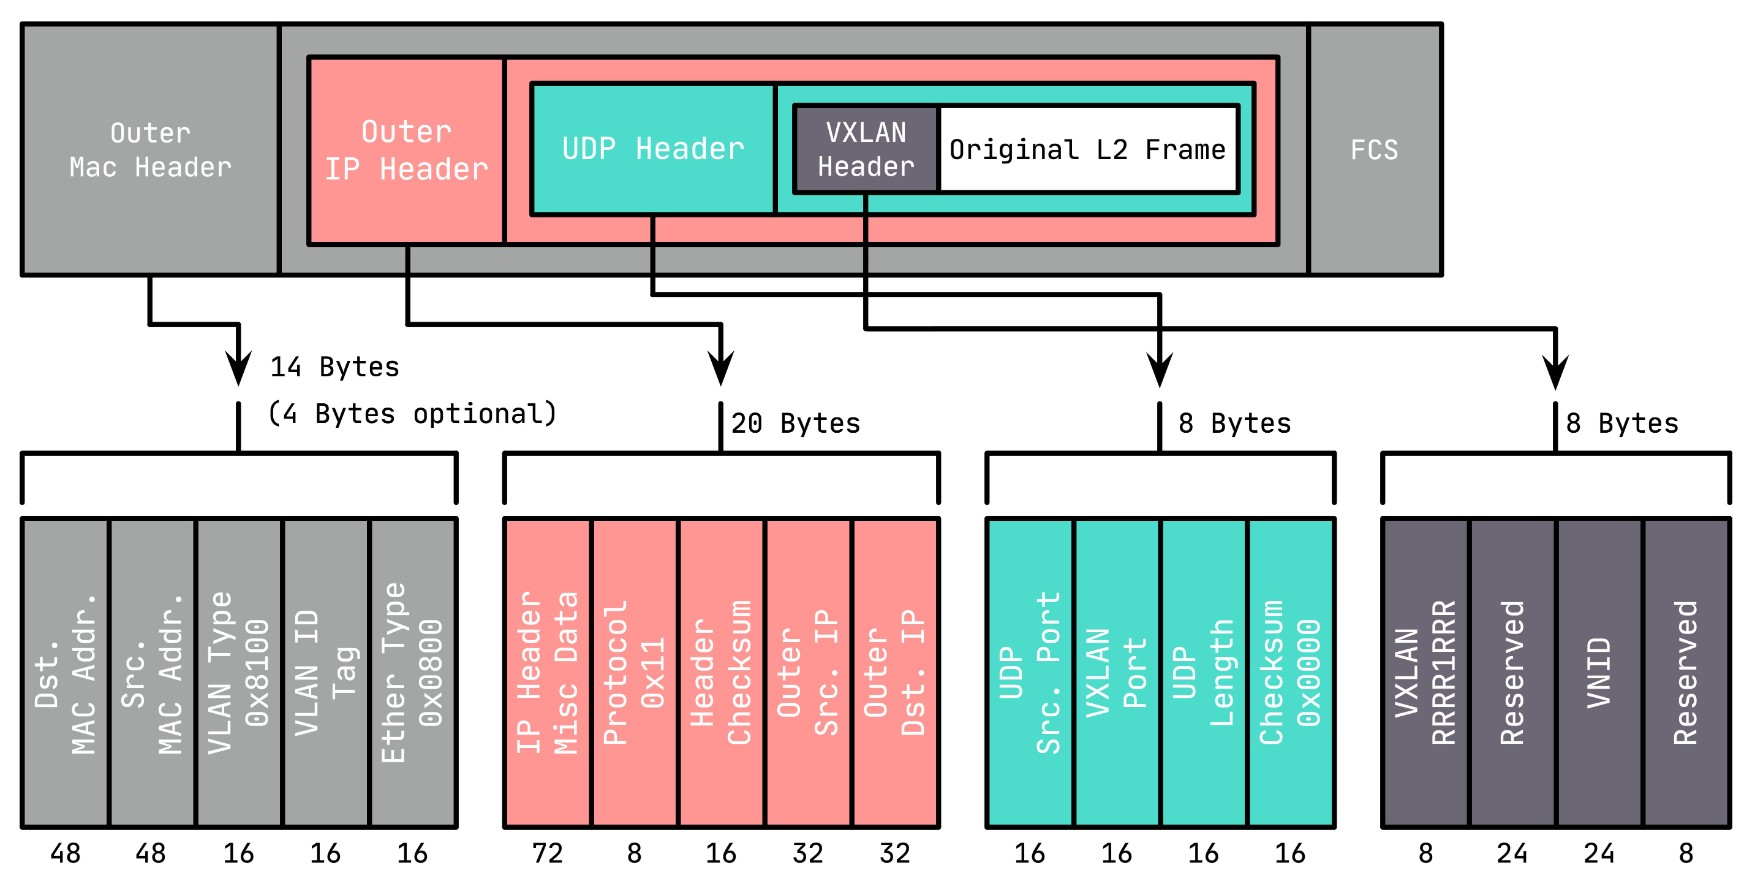 Outer
Mac Header
Outer
IP Header
UDP Header
VXLAN
Header
Original L2 Frame
FCS
14 Bytes
(4 Bytes optional)
20 Bytes
8 Bytes
8 Bytes
Dst.
MAC Addr.
Src.
MAC Addr.
VLAN Type
0x8100
VLAN ID
Tag
Ether Type
0x0800
IP Header
Misc Data
Protocol
0x11
Header
Checksum
Outer
Src. IP
Outer
Dst. IP
UDP
Src. Port
VXLAN
Port
UDP
Length
Checksum
0x0000
VXLAN
RRRR1RRR
Reserved
VNID
Reserved
48 48 16 16 16 72 8 16 32 32 16 16 16 16 8 24 24 8